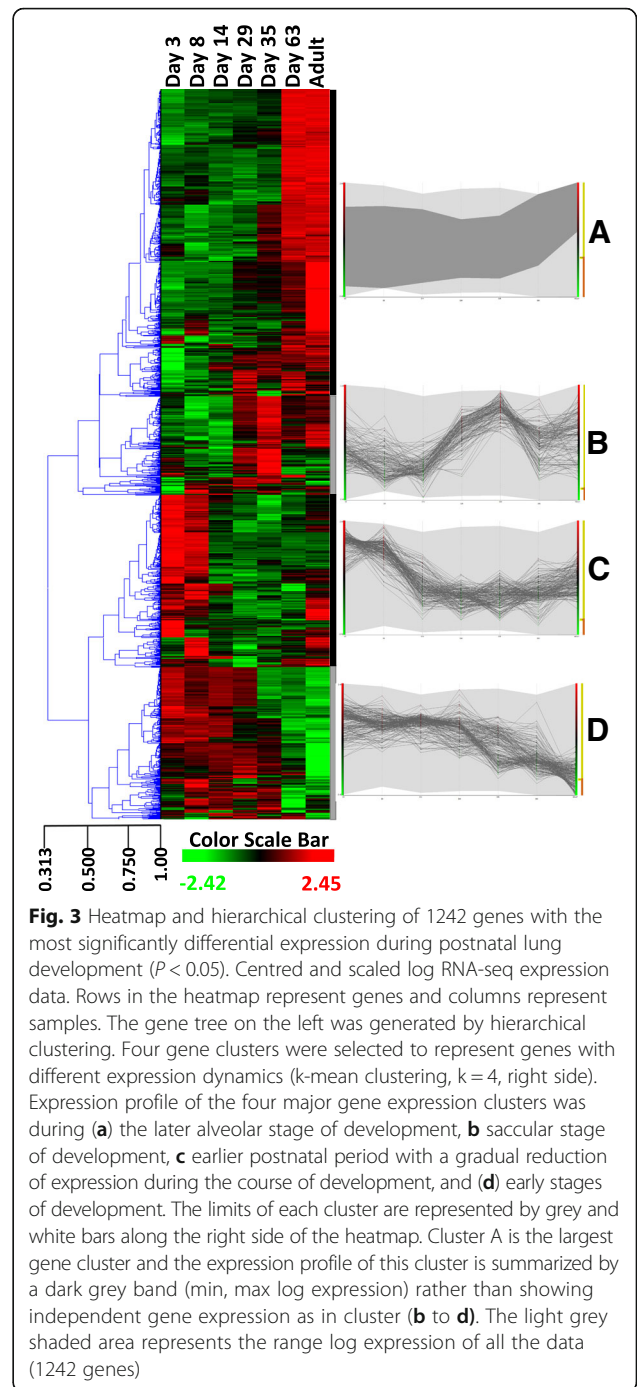 Day 3
Day 8
Day 14
Day 29
Day 35
Day 63
Adult
A
B
C
D
0.313
0.500
0.750
1.00
Color Scale Bar
-2.42
2.45
Fig. 3 Heatmap and hierarchical clustering of 1242 genes with the
most significantly differential expression during postnatal lung
development (P < 0.05). Centred and scaled log RNA-seq expression
data. Rows in the heatmap represent genes and columns represent
samples. The gene tree on the left was generated by hierarchical
clustering. Four gene clusters were selected to represent genes with
different expression dynamics (k-mean clustering, k = 4, right side).
Expression profile of the four major gene expression clusters was
during (a) the later alveolar stage of development, b saccular stage
of development, c earlier postnatal period with a gradual reduction
of expression during the course of development, and (d) early stages
of development. The limits of each cluster are represented by grey and
white bars along the right side of the heatmap. Cluster A is the largest
gene cluster and the expression profile of this cluster is summarized by
a dark grey band (min, max log expression) rather than showing
independent gene expression as in cluster (b to d). The light grey
shaded area represents the range log expression of all the data
(1242 genes)